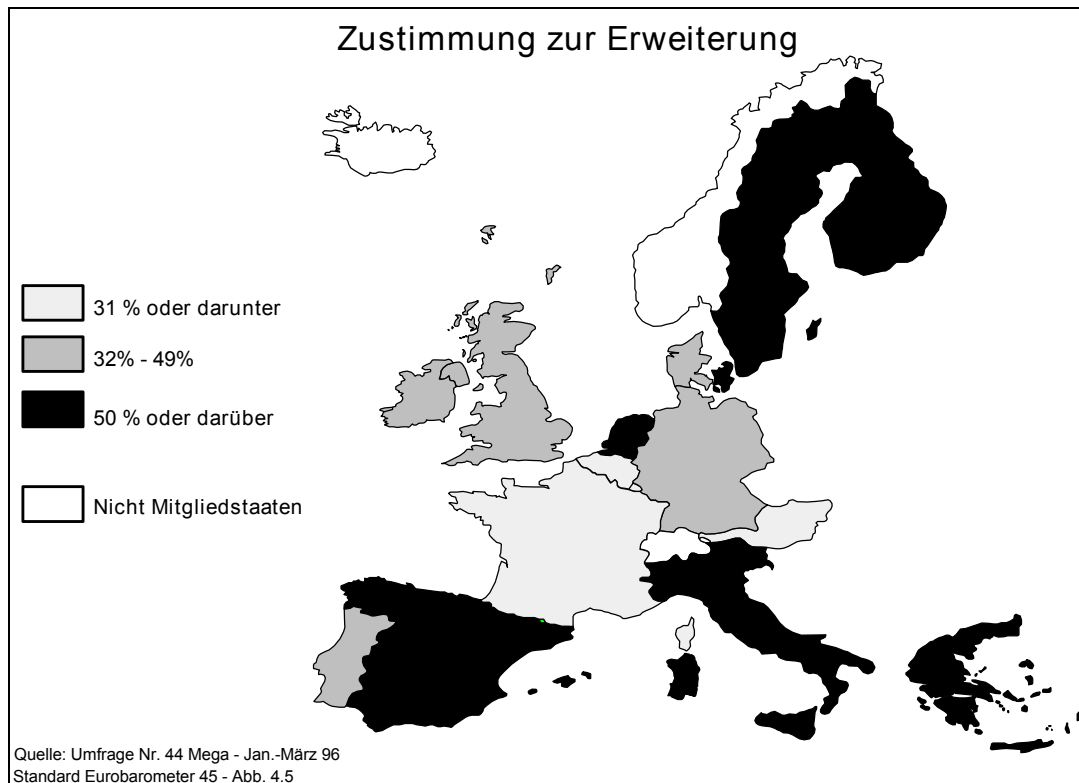 Zustimmung zur Erweiterung
31 % oder darunter
32% - 49%
50 % oder darüber
Nicht Mitgliedstaaten
Quelle: Umfrage Nr. 44 Mega - Jan.-März 96
Standard Eurobarometer 45 - Abb. 4.5